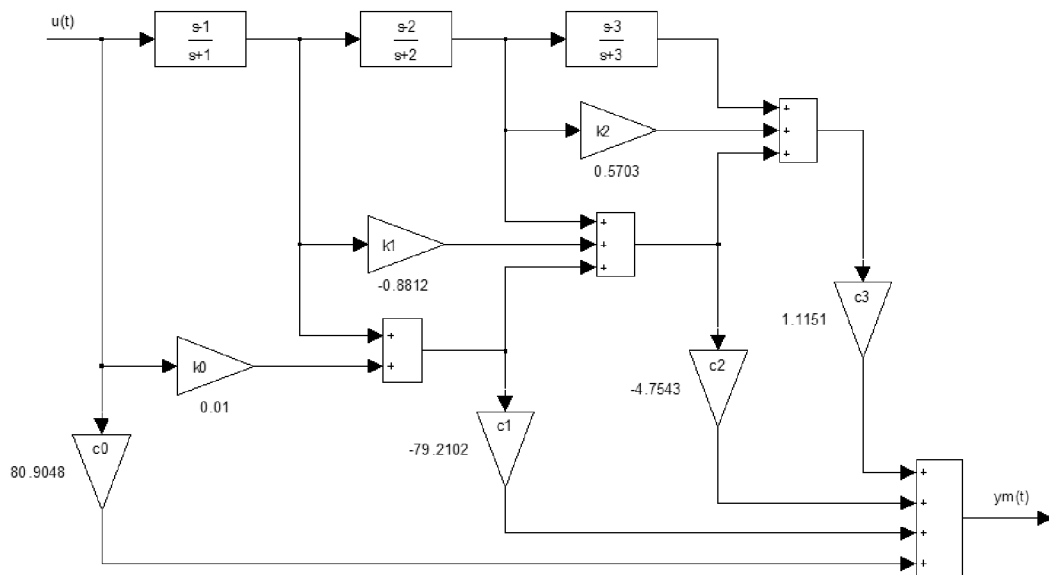 u(t)
s-1
s+1
s-2
s+2
s-3
s+3
+
k2
+
+
0.5703
+
k1
+
+
-0.8812
c3
1.1151
+
k0
+
c2
-4.7543
0.01
c1
-79.2102
c0
80.9048
+
+
ym(t)
+
+